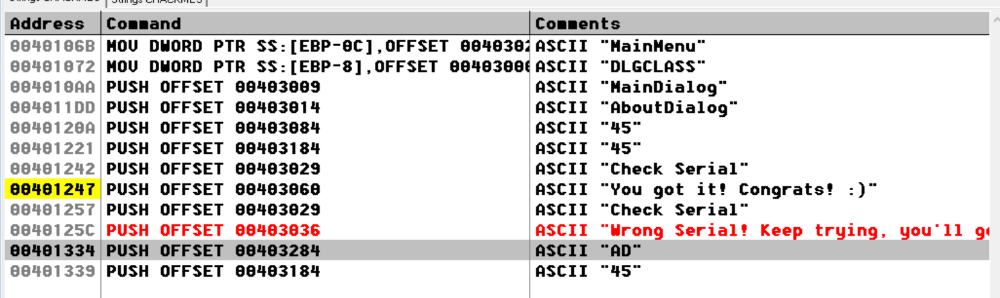 Strings CHACKMES Strings CHACKMES
Address Command Comments
0040106B MOV DWORD PTR SS:[EBP-0C],OFFSET 0040302 ASCII "MainMenu"
00401072 MOV DWORD PTR SS:[EBP-8],OFFSET 00403000 ASCII "DLGCLASS"
004010AA PUSH OFFSET 00403009 ASCII "MainDialog"
004011DD PUSH OFFSET 00403014 ASCII "AboutDialog"
0040120A PUSH OFFSET 00403084 ASCII "45"
00401221 PUSH OFFSET 00403184 ASCII "45"
00401242 PUSH OFFSET 00403029 ASCII "Check Serial"
00401247 PUSH OFFSET 00403060 ASCII "You got it! Congrats! :)"
00401257 PUSH OFFSET 00403029 ASCII "Check Serial"
0040125C PUSH OFFSET 00403036 ASCII "Wrong Serial! Keep trying, you'll g
00401334 PUSH OFFSET 00403284 ASCII "AD"
00401339 PUSH OFFSET 00403184 ASCII "45"